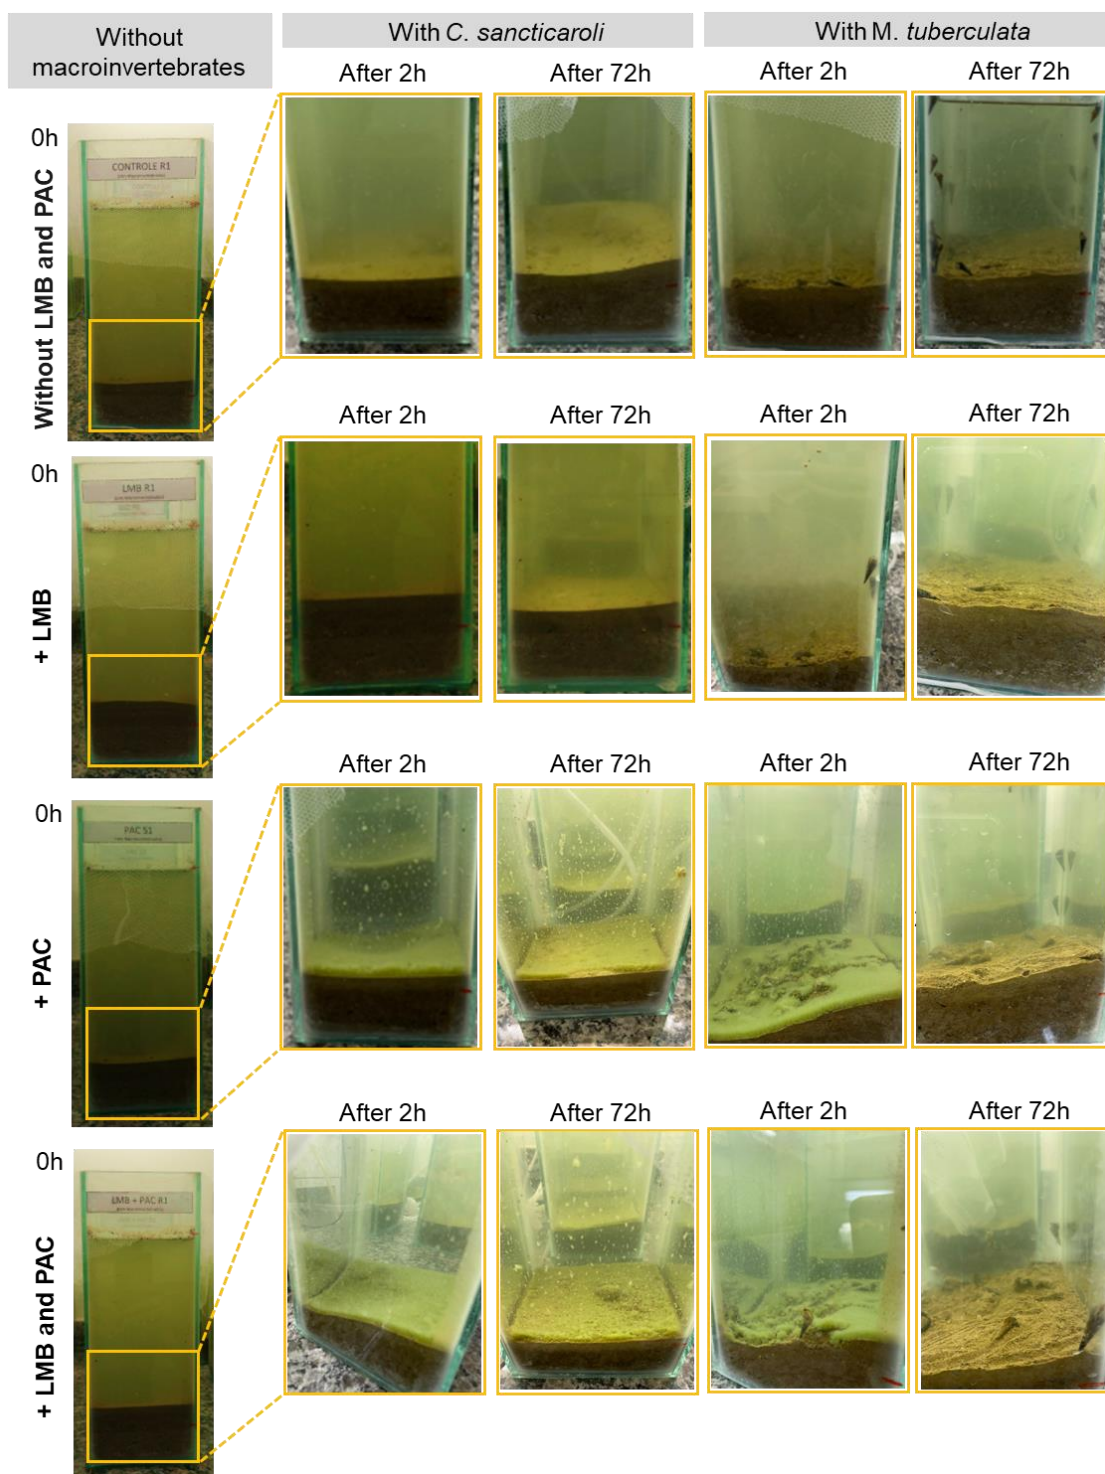 Without
macroinvertebrates
With C. sancticaroli
With M. tuberculata
After 2h
After 72h
After 2h
After 72h
0h
Without LMB and PAC
CONTROLE R1
After 2h
After 72h
After 2h
After 72h
0h
+ LMB
LMB R1
After 2h
After 72h
After 2h
After 72h
0h
+ PAC
PAC S1
After 2h
After 72h
After 2h
After 72h
0h
+ LMB and PAC
LMB + PAC R1